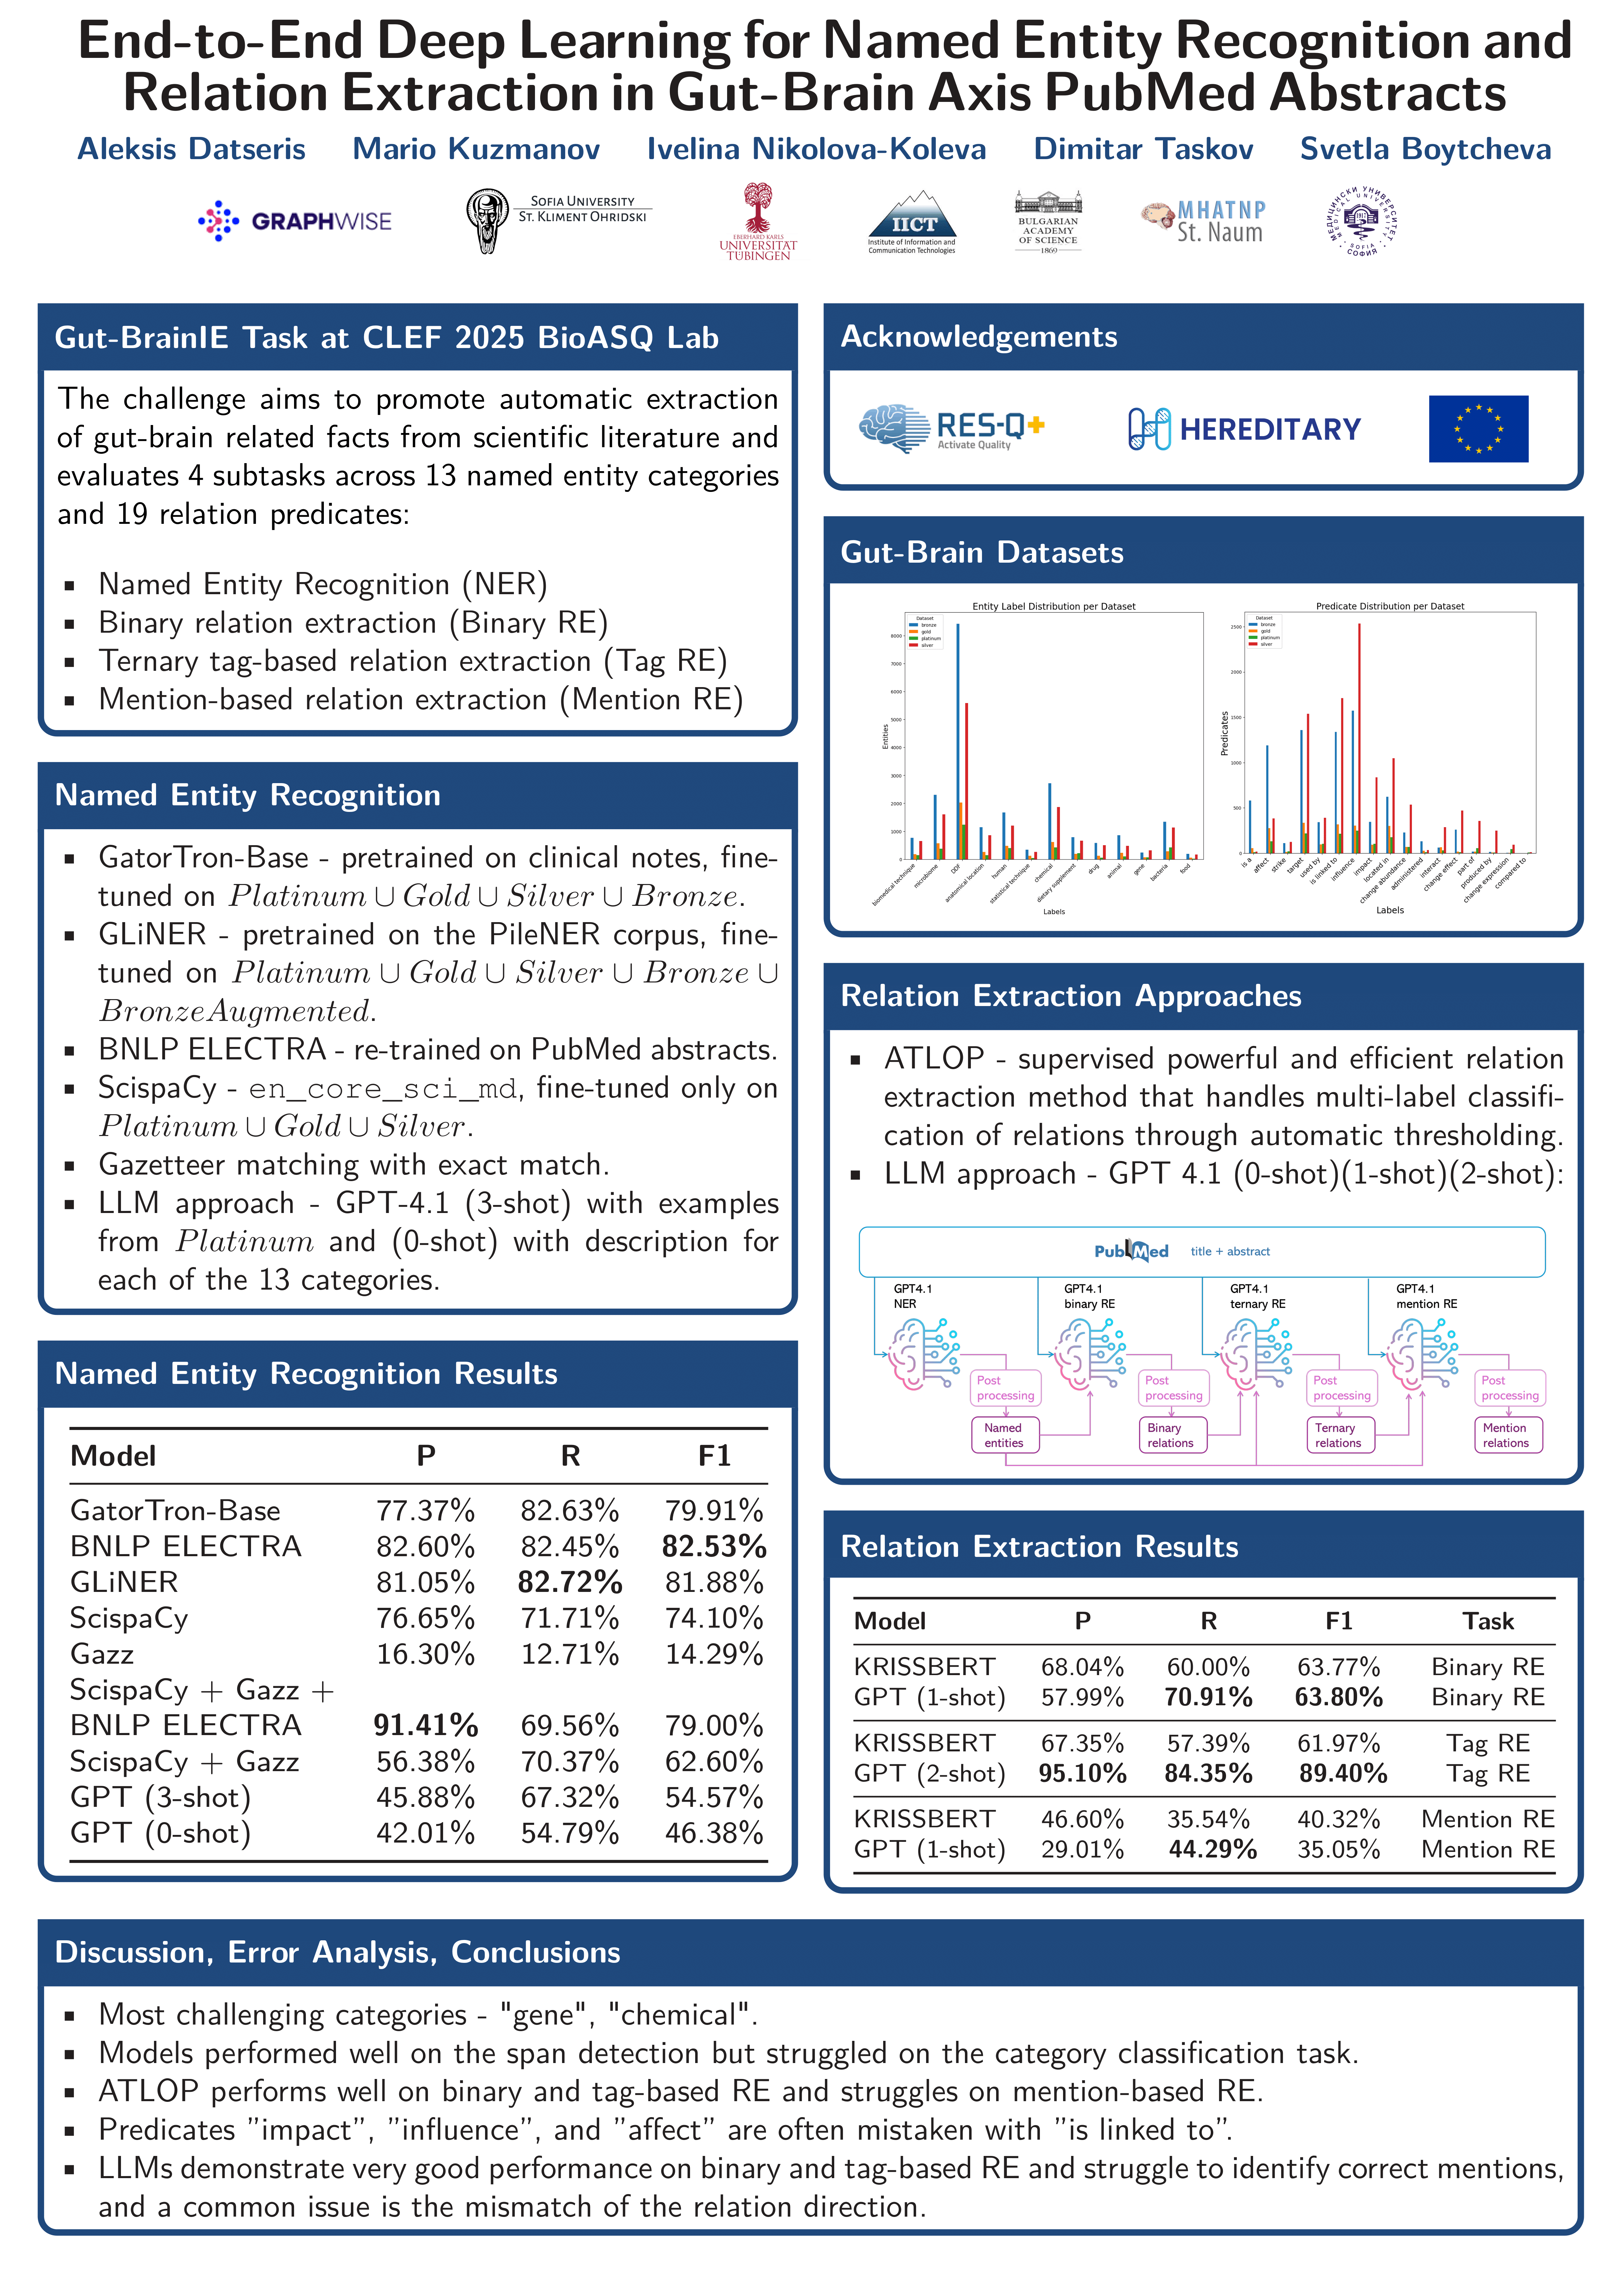 End-to-End Deep Learning for Named Entity Recognition and
Relation Extraction in Gut-Brain Axis PubMed Abstracts
Aleksis Datseris Mario Kuzmanov Ivelina Nikolova-Koleva Dimitar Taskov Svetla Boytcheva
GRAPHWISE
SOFIA UNIVERSITY
ST. KLIMENT OHRIDSKI
EBERHARD KARLS
UNIVERSITAT
TÜBINGEN
IICT
Institute of Information and
Communication Technologies
BULGARIAN
ACADEMY
OF SCIENCE
1869
MHATNP
St. Naum
МЕДИЦИНСКИ УНИВЕРСИТЕТ
MEDICAL UNIVERSITY
SOFIA
СОФИЯ
Gut-BrainIE Task at CLEF 2025 BioASQ Lab
The challenge aims to promote automatic extraction
of gut-brain related facts from scientific literature and
evaluates 4 subtasks across 13 named entity categories
and 19 relation predicates:
▪ Named Entity Recognition (NER)
▪ Binary relation extraction (Binary RE)
▪ Ternary tag-based relation extraction (Tag RE)
▪ Mention-based relation extraction (Mention RE)
Named Entity Recognition
▪ GatorTron-Base - pretrained on clinical notes, fine-
tuned on Platinum ∪ Gold ∪ Silver ∪ Bronze.
▪ GLiNER - pretrained on the PileNER corpus, fine-
tuned on Platinum ∪ Gold ∪ Silver ∪ Bronze ∪
BronzeAugmented.
▪ BNLP ELECTRA - re-trained on PubMed abstracts.
▪ ScispaCy - en_core_sci_md, fine-tuned only on
Platinum ∪ Gold ∪ Silver.
▪ Gazetteer matching with exact match.
▪ LLM approach - GPT-4.1 (3-shot) with examples
from Platinum and (0-shot) with description for
each of the 13 categories.
Named Entity Recognition Results
Model P R F1
GatorTron-Base 77.37% 82.63% 79.91%
BNLP ELECTRA 82.60% 82.45% 82.53%
GLiNER 81.05% 82.72% 81.88%
ScispaCy 76.65% 71.71% 74.10%
Gazz 16.30% 12.71% 14.29%
ScispaCy + Gazz +
BNLP ELECTRA 91.41% 69.56% 79.00%
ScispaCy + Gazz 56.38% 70.37% 62.60%
GPT (3-shot) 45.88% 67.32% 54.57%
GPT (0-shot) 42.01% 54.79% 46.38%
Acknowledgements
RES-Q+
Activate Quality
HEREDITARY
Gut-Brain Datasets
Entity Label Distribution per Dataset
Dataset
bronze
gold
platinum
silver
8000
7000
6000
5000
4000
3000
2000
1000
0
Entities
biomedical technique
microbiome
DDF
anatomical location
human
statistical technique
chemical
dietary supplement
drug
animal
gene
bacteria
food
Labels
Predicate Distribution per Dataset
Dataset
bronze
gold
platinum
silver
2500
2000
1500
1000
500
0
Predicates
is a
affect
strike
target
used by
is linked to
influence
impact
located in
change abundance
administered
interact
change effect
part of
produced by
change expression
compared to
Labels
Relation Extraction Approaches
▪ ATLOP - supervised powerful and efficient relation
extraction method that handles multi-label classifi-
cation of relations through automatic thresholding.
▪ LLM approach - GPT 4.1 (0-shot)(1-shot)(2-shot):
PubMed title + abstract
GPT4.1
NER
GPT4.1
binary RE
GPT4.1
ternary RE
GPT4.1
mention RE
Post
processing
Post
processing
Post
processing
Post
processing
Named
entities
Binary
relations
Ternary
relations
Mention
relations
Relation Extraction Results
Model P R F1 Task
KRISSBERT 68.04% 60.00% 63.77% Binary RE
GPT (1-shot) 57.99% 70.91% 63.80% Binary RE
KRISSBERT 67.35% 57.39% 61.97% Tag RE
GPT (2-shot) 95.10% 84.35% 89.40% Tag RE
KRISSBERT 46.60% 35.54% 40.32% Mention RE
GPT (1-shot) 29.01% 44.29% 35.05% Mention RE
Discussion, Error Analysis, Conclusions
▪ Most challenging categories - "gene", "chemical".
▪ Models performed well on the span detection but struggled on the category classification task.
▪ ATLOP performs well on binary and tag-based RE and struggles on mention-based RE.
▪ Predicates ”impact”, ”influence”, and ”affect” are often mistaken with ”is linked to”.
▪ LLMs demonstrate very good performance on binary and tag-based RE and struggle to identify correct mentions,
and a common issue is the mismatch of the relation direction.